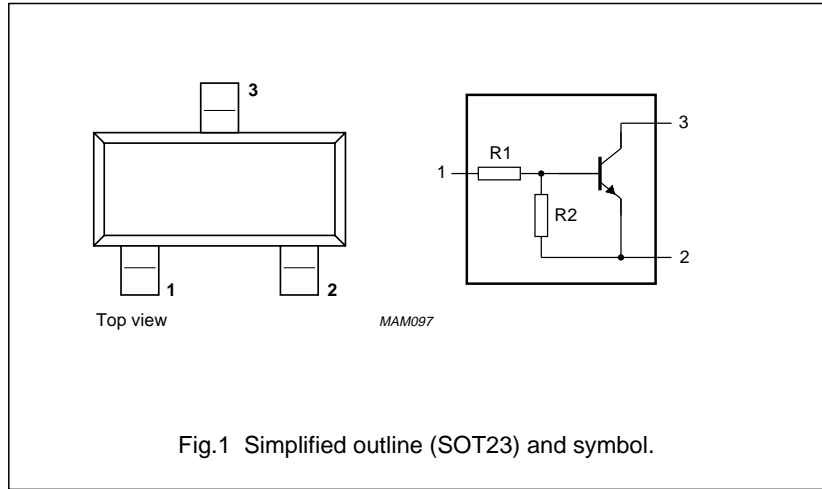 3
1
2
Top view
MAM097
1
R1
R2
3
2
Fig.1 Simplified outline (SOT23) and symbol.